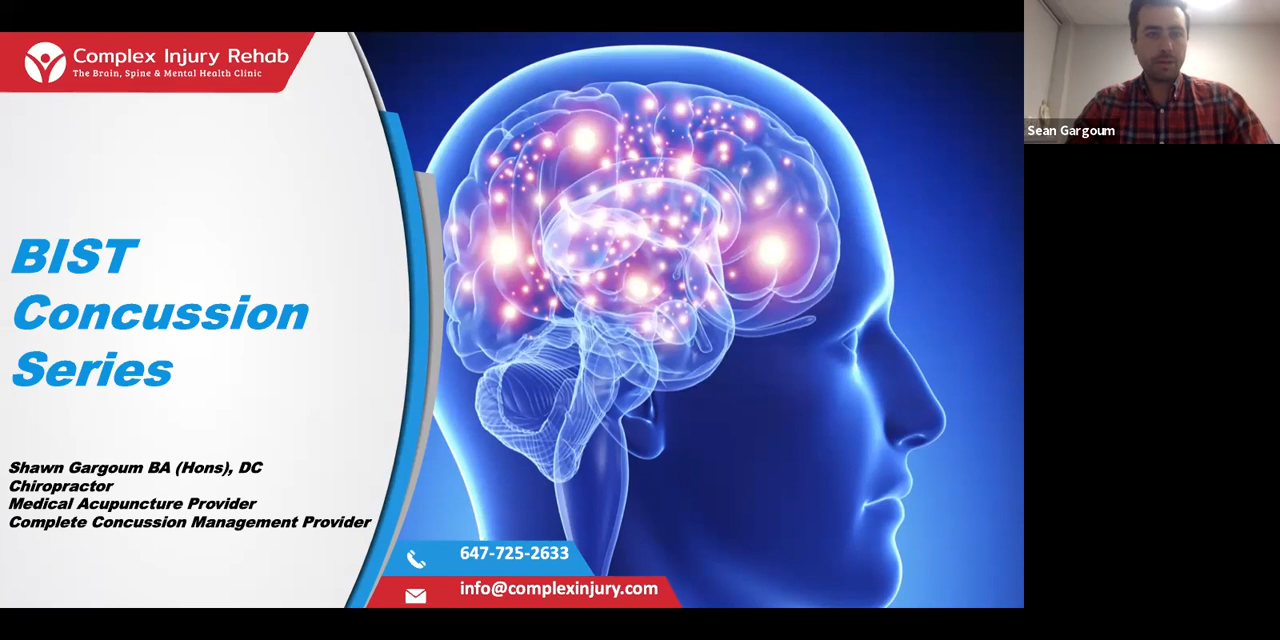 Complex Injury Rehab
The Brain, Spine & Mental Health Clinic
BIST
Concussion
Series
Shawn Gargoum BA (Hons), DC
Chiropractor
Medical Acupuncture Provider
Complete Concussion Management Provider
647-725-2633
info@complexinjury.com
Sean Gargoum